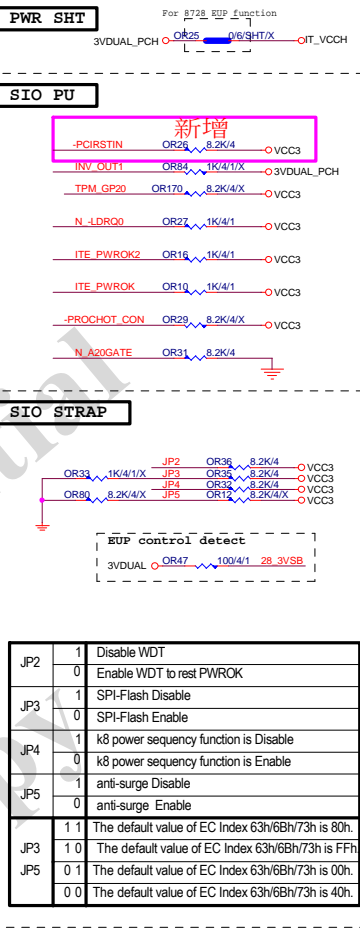 PWR SHT
For 8728 EUP function
3VDUAL_PCH OR25 0/6/SHT/X IT_VCCH
SIO PU
新增
-PCIRSTIN OR26 8.2K/4 VCC3
INV_OUT1 OR84 1K/4/1/X 3VDUAL_PCH
TPM_GP20 OR170 8.2K/4/X VCC3
N_-LDRQ0 OR27 1K/4/1 VCC3
ITE_PWROK2 OR16 1K/4/1 VCC3
ITE_PWROK OR10 1K/4/1 VCC3
-PROCHOT_CON OR29 8.2K/4/X VCC3
N_A20GATE OR31 8.2K/4
SIO STRAP
JP2 OR36 8.2K/4 VCC3
OR33 1K/4/1/X JP3 OR35 8.2K/4 VCC3
JP4 OR32 8.2K/4 VCC3
OR80 8.2K/4/X JP5 OR12 8.2K/4/X VCC3
EUP control detect
3VDUAL OR47 100/4/1 28_3VSB
JP2 1 Disable WDT
0 Enable WDT to rest PWROK
JP3 1 SPI-Flash Disable
0 SPI-Flash Enable
JP4 1 k8 power sequency function is Disable
0 k8 power sequency function is Enable
JP5 1 anti-surge Disable
0 anti-surge Enable
1 1 The default value of EC Index 63h/6Bh/73h is 80h.
JP3 1 0 The default value of EC Index 63h/6Bh/73h is FFh.
JP5 0 1 The default value of EC Index 63h/6Bh/73h is 00h.
0 0 The default value of EC Index 63h/6Bh/73h is 40h.